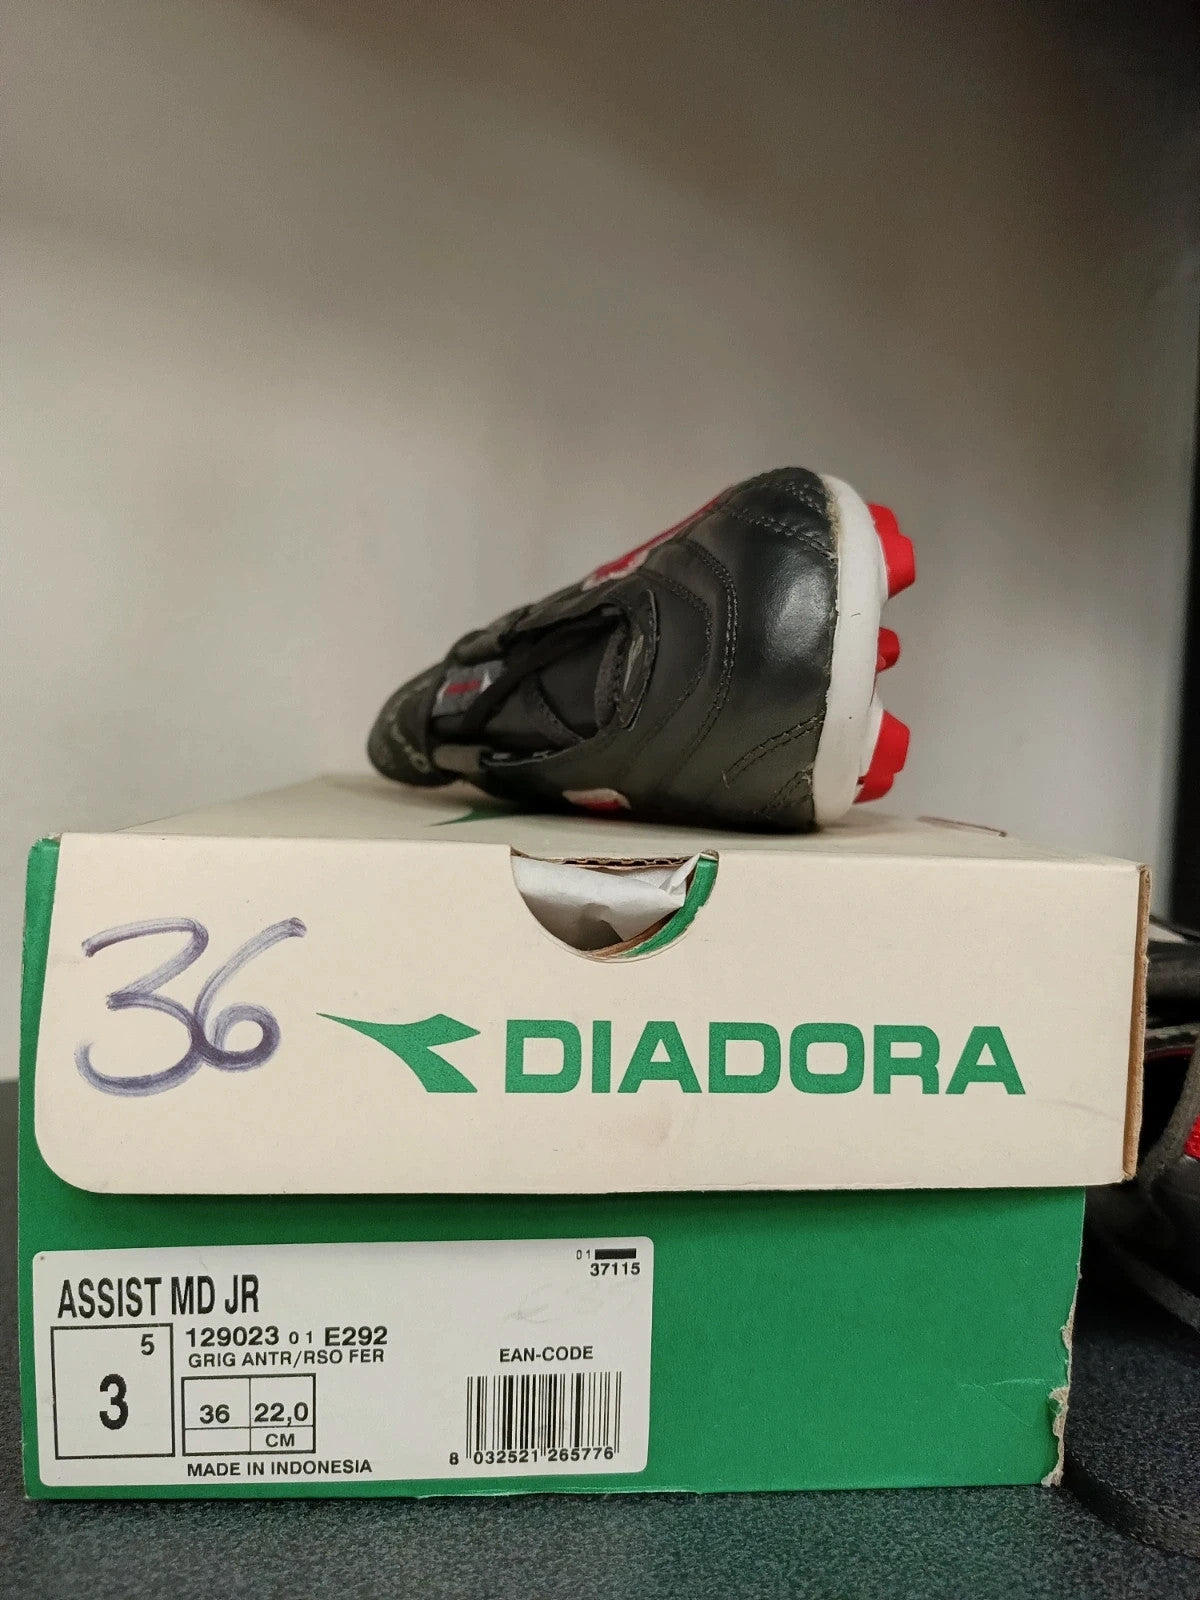 36
DIADORA
01
37115
ASSIST MD JR
3 5
129023 01 E292
GRIG ANTR/RSO FER
36 22,0
CM
MADE IN INDONESIA
EAN-CODE
8 032521 265776